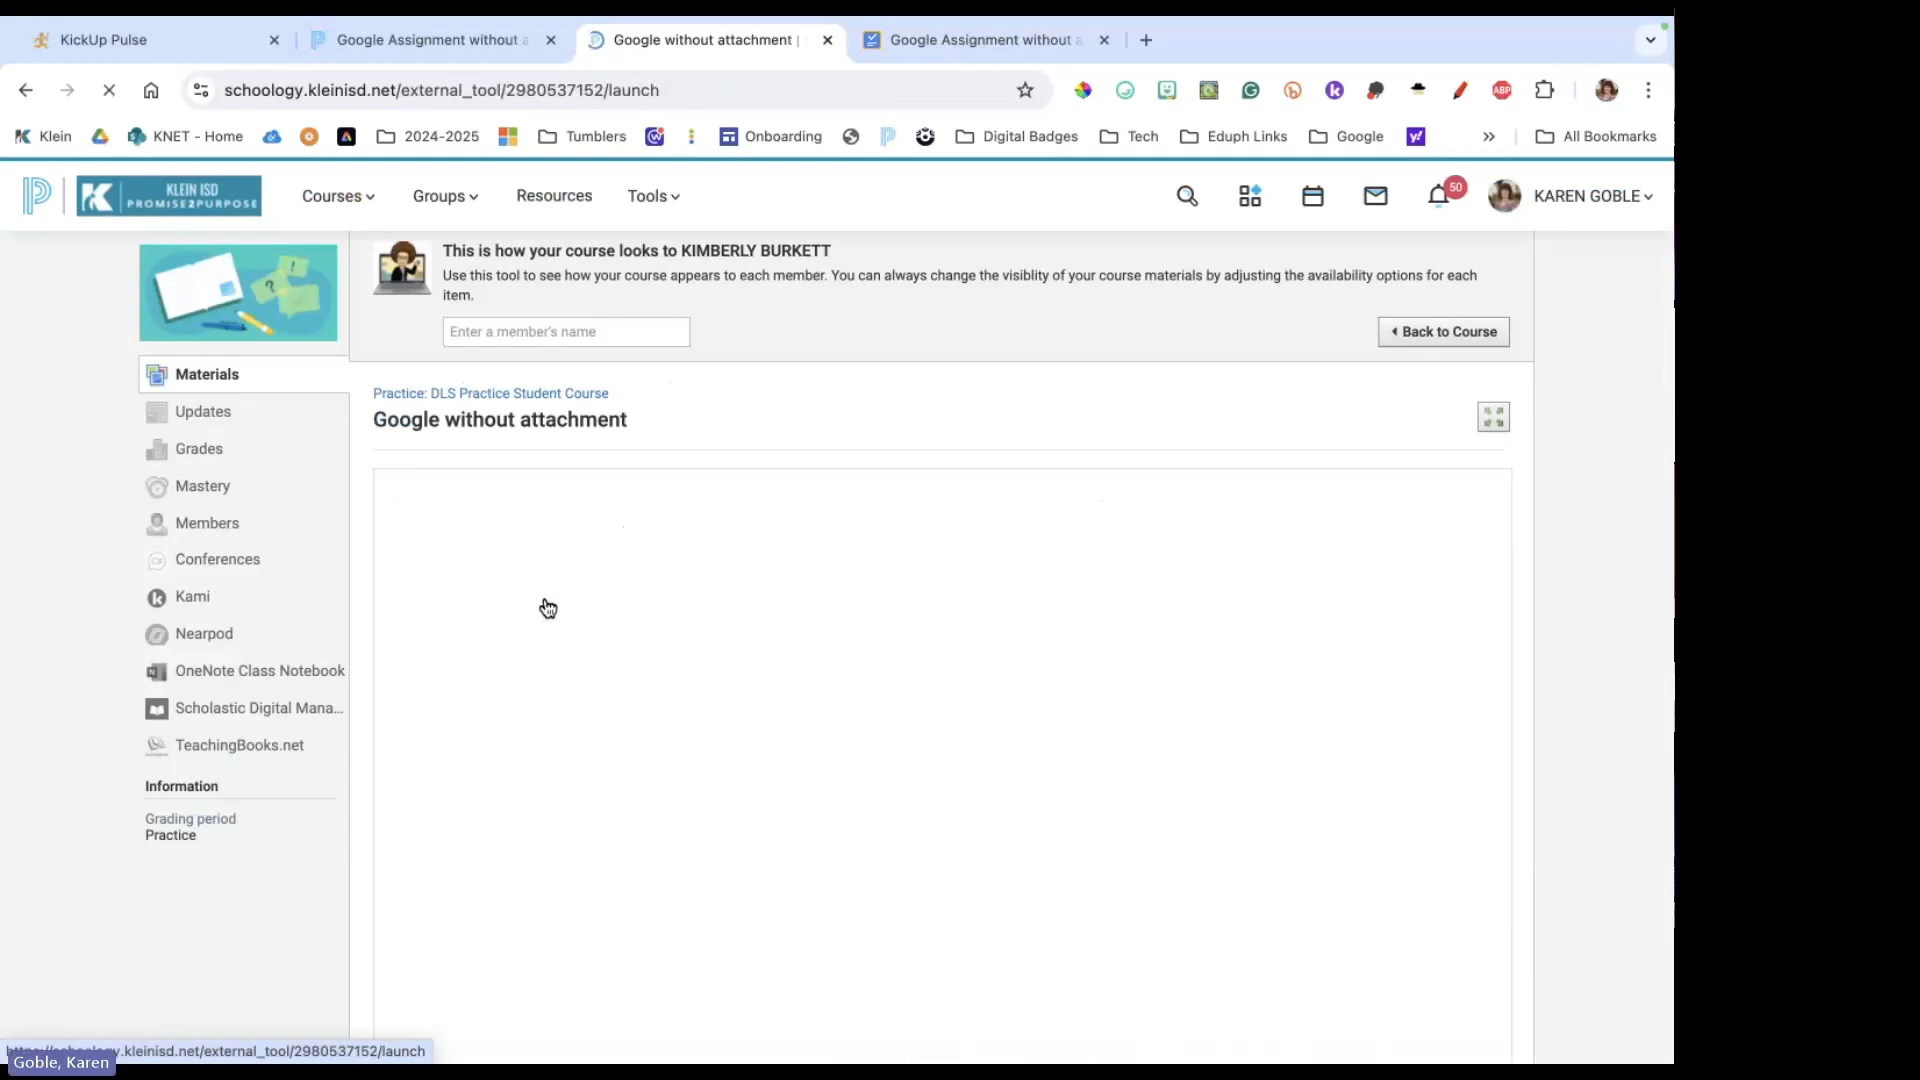 KickUp Pulse
Google Assignment without a
Google without attachment |
Google Assignment without a
schoology.kleinisd.net/external_tool/2980537152/launch
ABP
Klein
KNET - Home
2024-2025
Tumblers
Onboarding
Digital Badges
Tech
Eduph Links
Google
y!
All Bookmarks
KLEIN ISD
PROMISE2PURPOSE
Courses
Groups
Resources
Tools
50
KAREN GOBLE
This is how your course looks to KIMBERLY BURKETT
Use this tool to see how your course appears to each member. You can always change the visiblity of your course materials by adjusting the availability options for each
item.
Enter a member's name
Back to Course
Materials
Updates
Grades
Mastery
Members
Conferences
Kami
Nearpod
OneNote Class Notebook
Scholastic Digital Mana...
TeachingBooks.net
Information
Grading period
Practice
Practice: DLS Practice Student Course
Google without attachment
https://schoology.kleinisd.net/external_tool/2980537152/launch
Goble, Karen